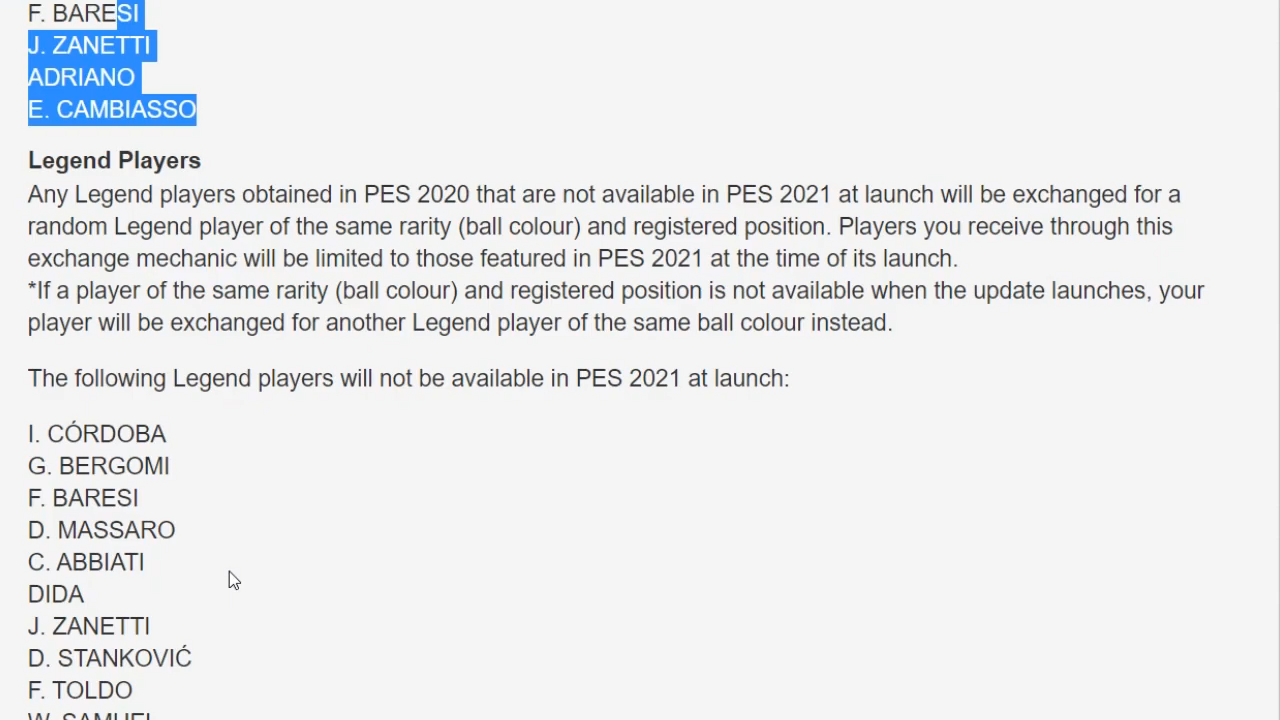 F. BARESI
J. ZANETTI
ADRIANO
E. CAMBIASSO
Legend Players
Any Legend players obtained in PES 2020 that are not available in PES 2021 at launch will be exchanged for a
random Legend player of the same rarity (ball colour) and registered position. Players you receive through this
exchange mechanic will be limited to those featured in PES 2021 at the time of its launch.
*If a player of the same rarity (ball colour) and registered position is not available when the update launches, your
player will be exchanged for another Legend player of the same ball colour instead.
The following Legend players will not be available in PES 2021 at launch:
I. CÓRDOBA
G. BERGOMI
F. BARESI
D. MASSARO
C. ABBIATI
DIDA
J. ZANETTI
D. STANKOVIĆ
F. TOLDO
W. SAMUEL